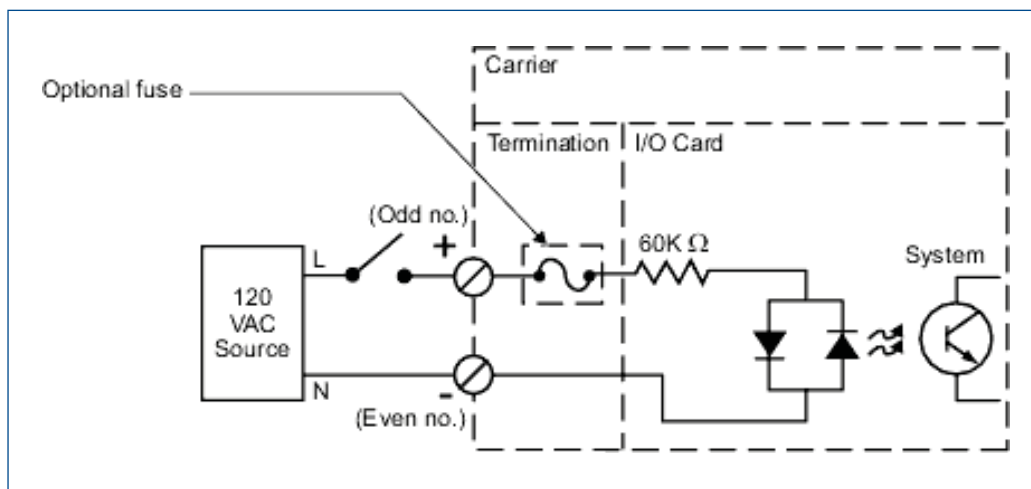 Carrier
Optional fuse
Termination
I/O Card
(Odd no.)
+
60K Ω
System
L
120
VAC
Source
N
-
(Even no.)